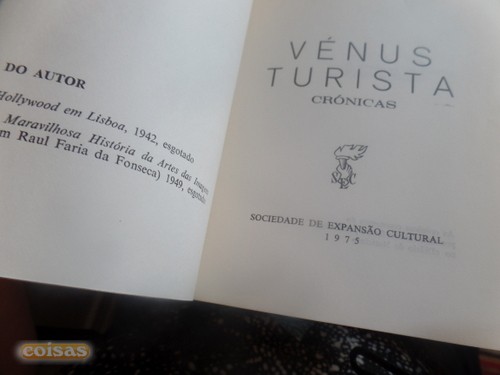 DO AUTOR
Hollywood em Lisboa, 1942, esgotado
Maravilhosa História da Artes das Imagens
m Raul Faria da Fonseca) 1949, esgotado
VÉNUS
TURISTA
CRÓNICAS
SOCIEDADE DE EXPANSÃO CULTURAL
1975
coisas